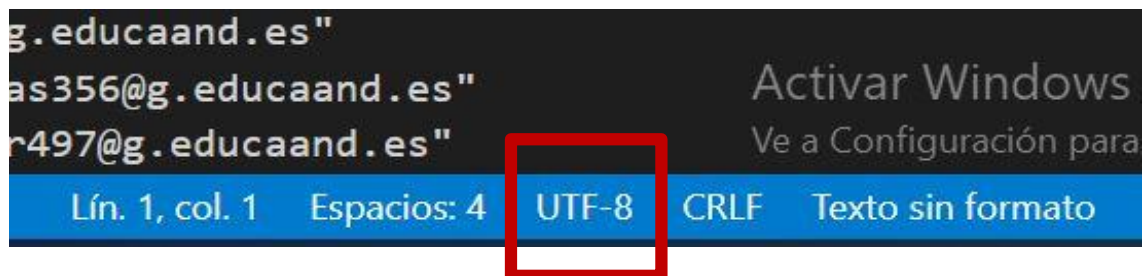 g.educaand.es"
as356@g.educaand.es"
r497@g.educaand.es"
Activar Windows
Ve a Configuración para
Lín. 1, col. 1 Espacios: 4 UTF-8 CRLF Texto sin formato